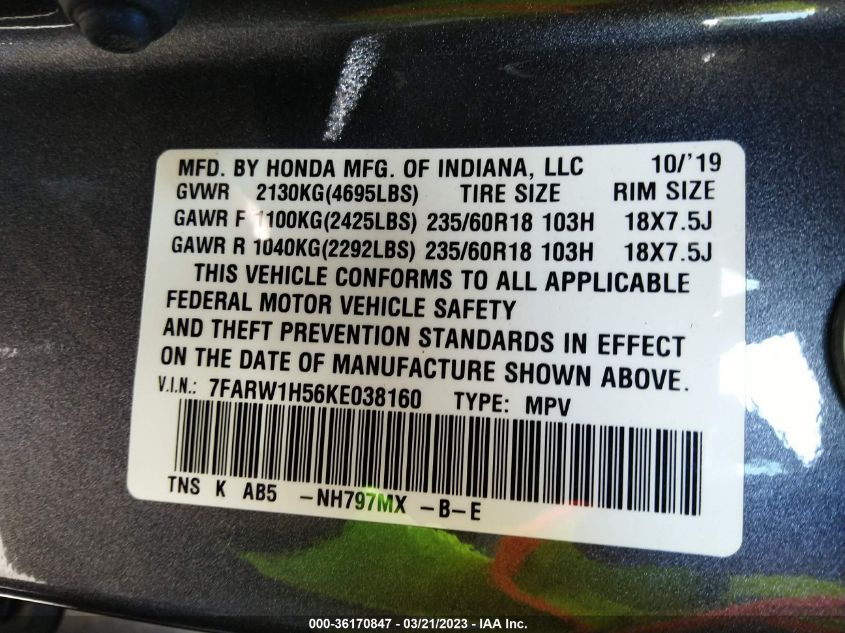 MFD. BY HONDA MFG. OF INDIANA, LLC 10/'19
GVWR 2130KG(4695LBS) TIRE SIZE RIM SIZE
GAWR F 1100KG(2425LBS) 235/60R18 103H 18X7.5J
GAWR R 1040KG(2292LBS) 235/60R18 103H 18X7.5J
THIS VEHICLE CONFORMS TO ALL APPLICABLE
FEDERAL MOTOR VEHICLE SAFETY
AND THEFT PREVENTION STANDARDS IN EFFECT
ON THE DATE OF MANUFACTURE SHOWN ABOVE.
V.I.N.: 7FARW1H56KE038160 TYPE: MPV
TNS K AB5 -NH797MX -B-E
000-36170847 - 03/21/2023 - IAA Inc.